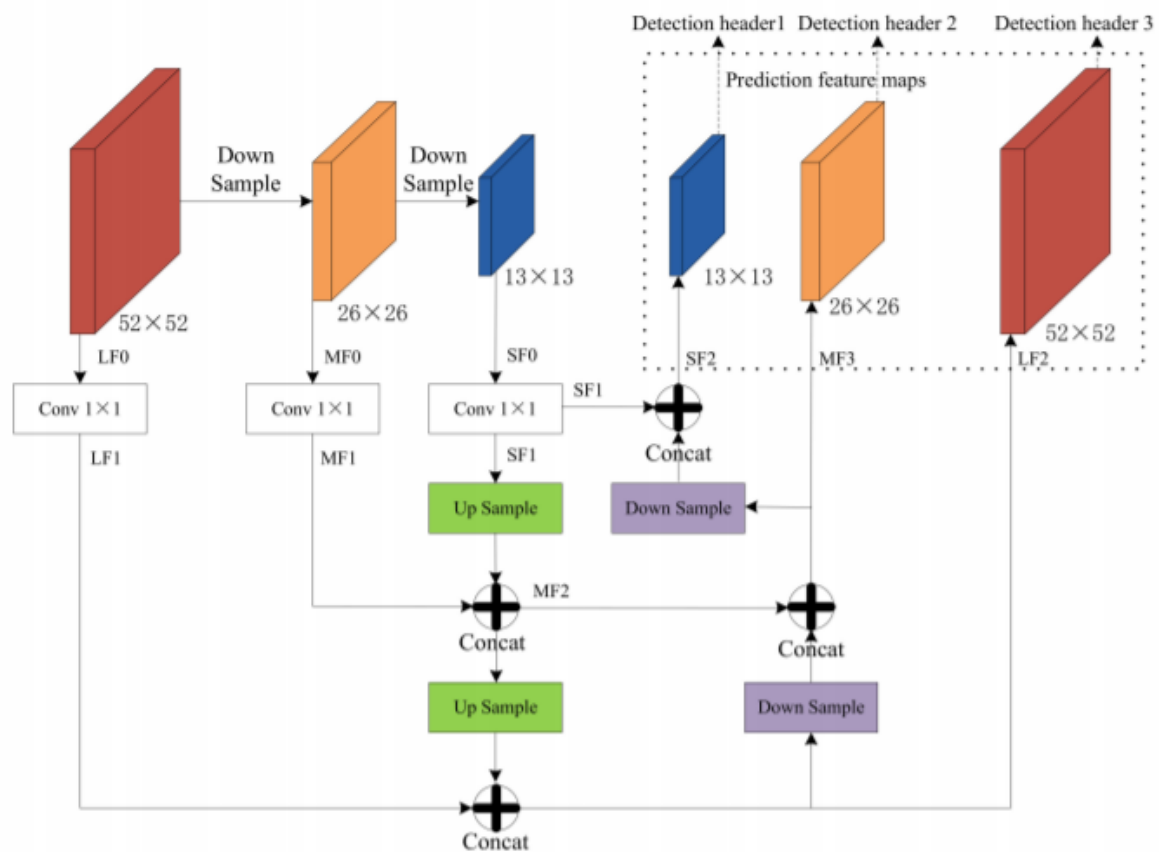 Detection header1
Detection header 2
Detection header 3
Prediction feature maps
Down
Sample
Down
Sample
52×52
26×26
13×13
13×13
26×26
52×52
LF0
MF0
SF0
SF2
MF3
LF2
Conv 1×1
Conv 1×1
Conv 1×1
SF1
LF1
MF1
SF1
Concat
Up Sample
Down Sample
MF2
Concat
Concat
Up Sample
Down Sample
Concat